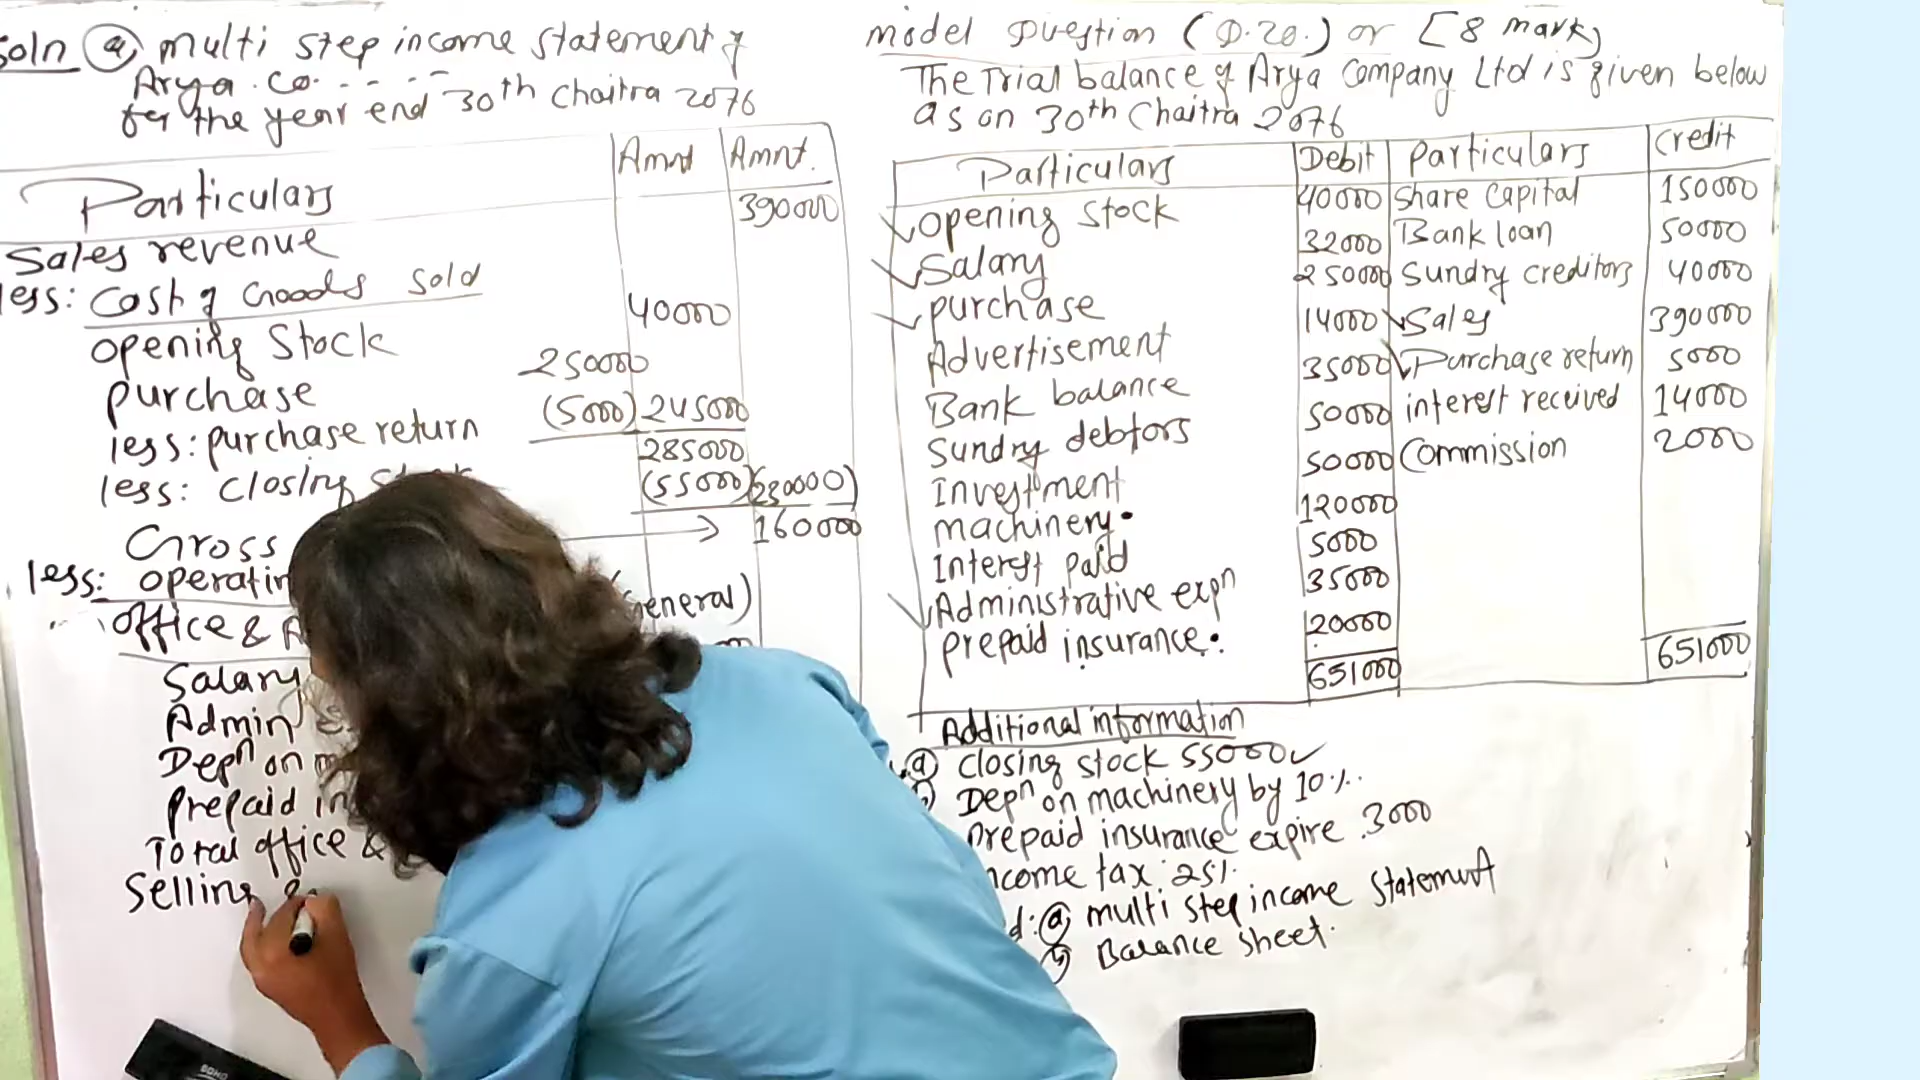 Soln (a) multi step income statement of
Arya. Co. - - - -
for the year end 30th Chaitra 2076
Particulars Amnt Amnt.
Sales revenue 390000
less: Cost of Goods Sold
opening Stock 40000
purchase 250000
less: purchase return (5000) 245000
285000
less: closing (55000) (230000)
Gross → 160000
less: 
office & (General)
Salary
Admin
Depn on
prepaid
Total office &
Selling &
model Question (D.20.) or [8 mark]
The Trial balance of Arya Company Ltd is given below
as on 30th Chaitra 2076
Particulars Debit Particulars Credit
opening stock 40000 Share Capital 150000
Salary 32000 Bank loan 50000
purchase 250000 Sundry creditors 40000
Advertisement 14000 Sales 390000
Bank balance 35000 Purchase return 5000
Sundry debtors 50000 interest received 14000
Investment 50000 Commission 2000
machinery. 120000
Interest paid 5000
Administrative expn 35000
prepaid insurance. 20000
651000 651000
Additional information
(a) Closing stock 55000
Depn on machinery by 10%.
Prepaid insurance expire .3000
ncome tax 25%.
d: (a) multi step income statement
Balance sheet.